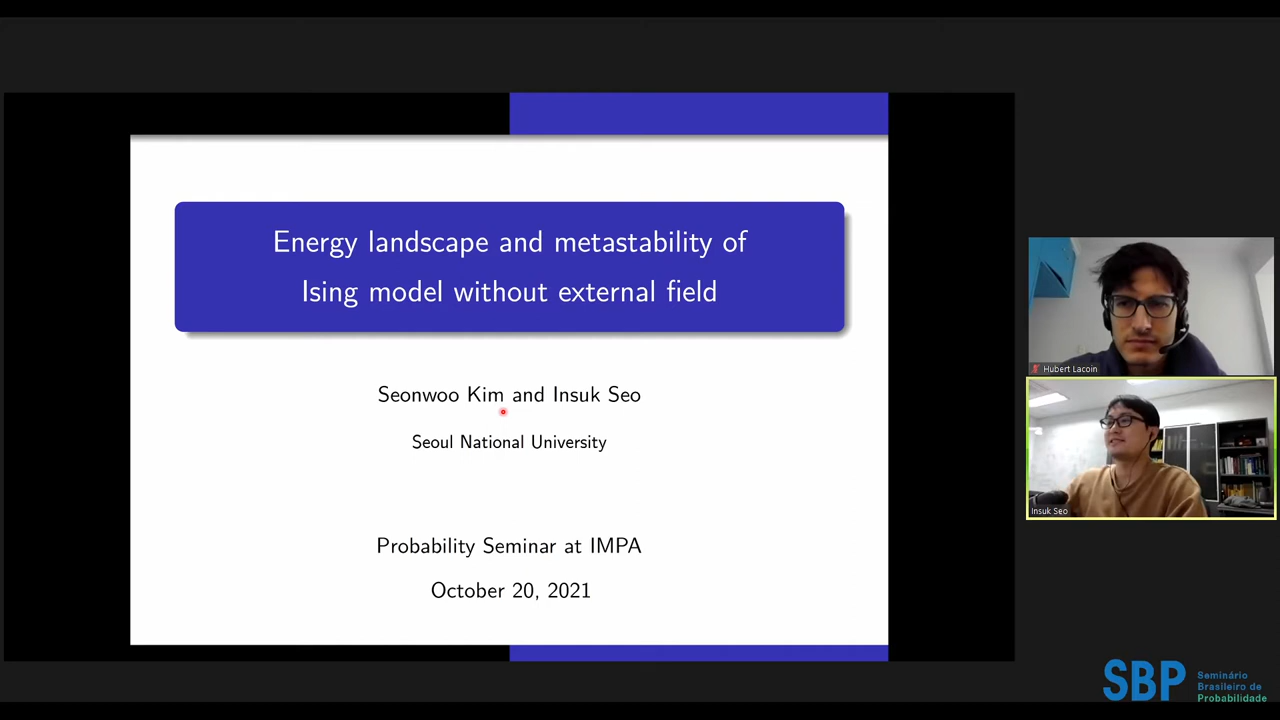 Energy landscape and metastability of
Ising model without external field
Seonwoo Kim and Insuk Seo
Seoul National University
Probability Seminar at IMPA
October 20, 2021
Hubert Lacoin
Insuk Seo
SBP
Seminário
Brasileiro de
Probabilidade